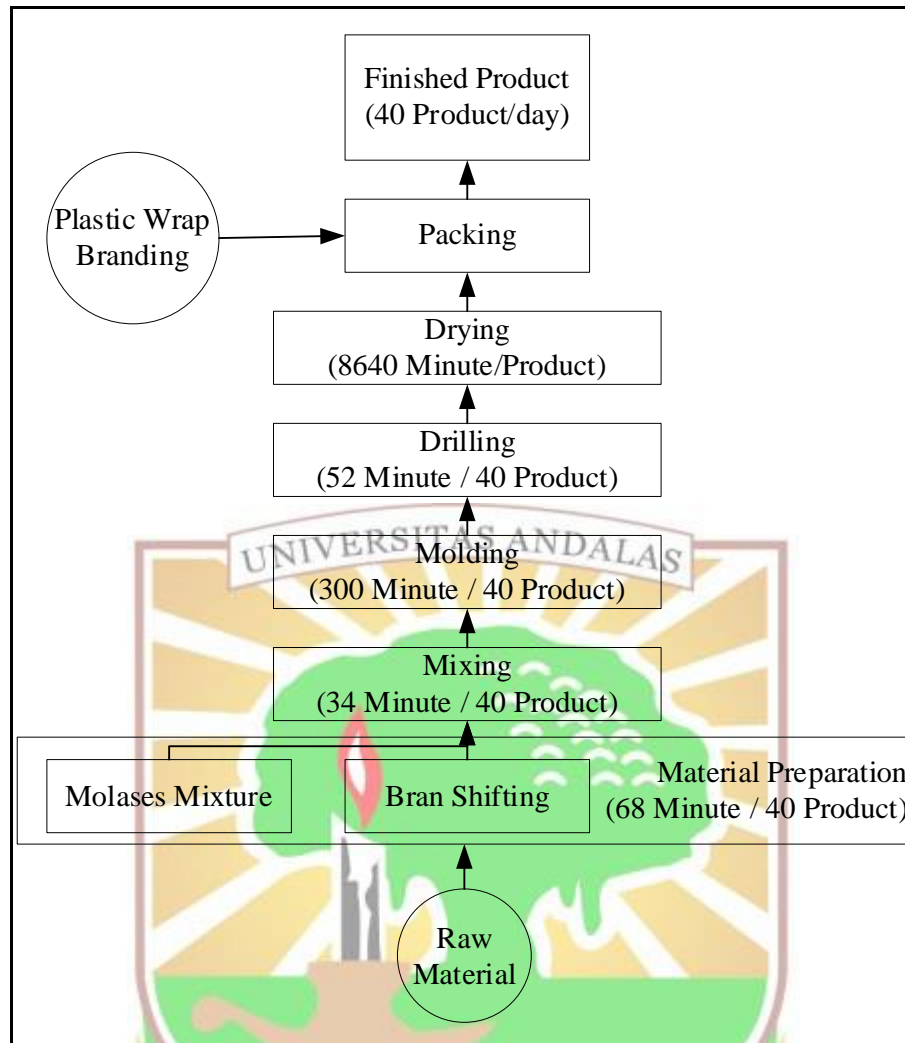 Finished Product
(40 Product/day)
Plastic Wrap
Branding
Packing
Drying
(8640 Minute/Product)
Drilling
(52 Minute / 40 Product)
UNIVERSITAS ANDALAS
Molding
(300 Minute / 40 Product)
Mixing
(34 Minute / 40 Product)
Molases Mixture
Bran Shifting
Material Preparation
(68 Minute / 40 Product)
Raw
Material